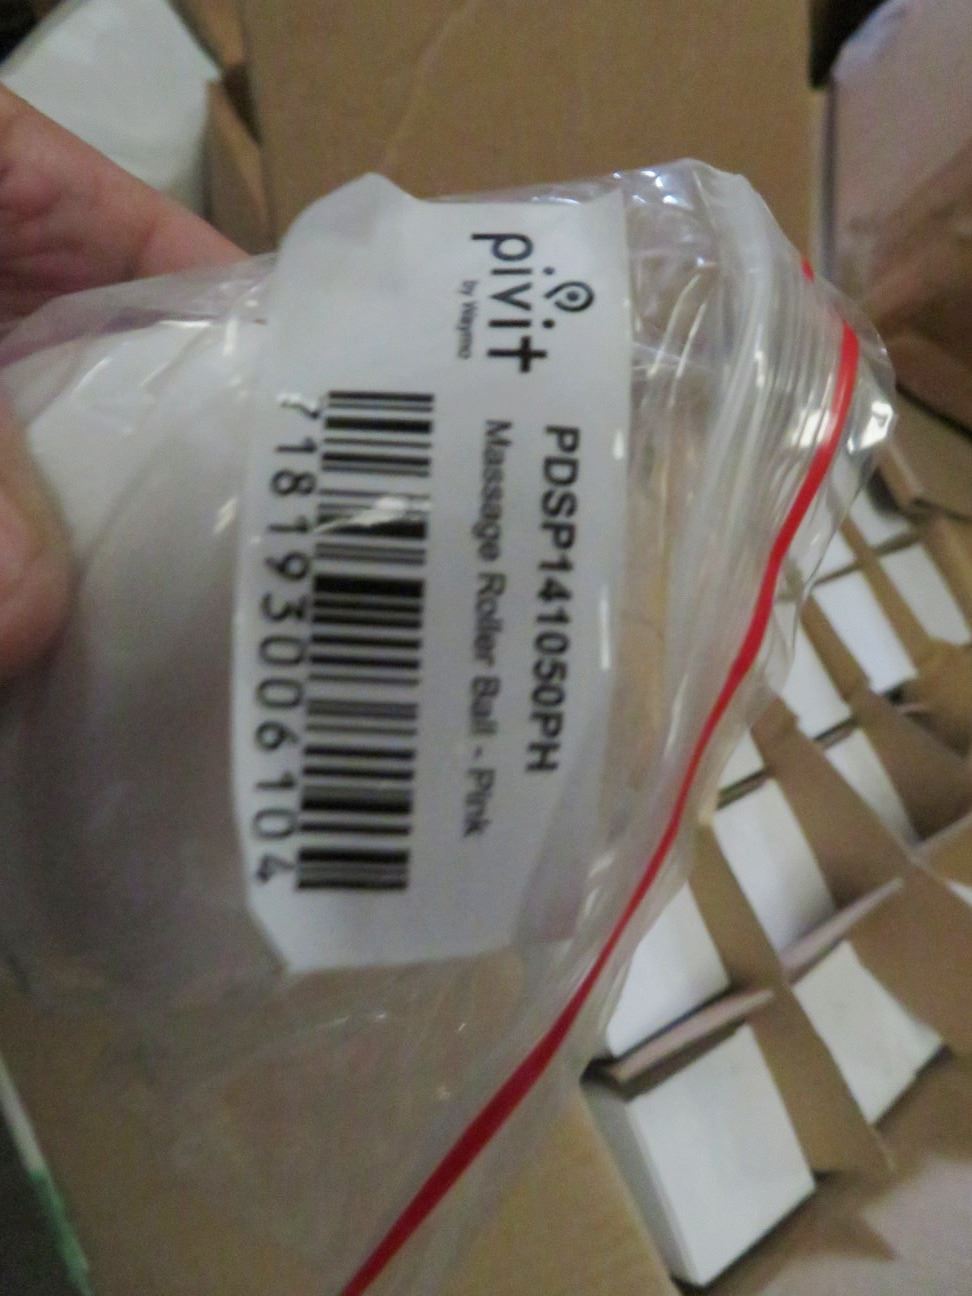 pivit
by Waymo
PDSP141050PH
Massage Roller Ball - Pink
718193006104